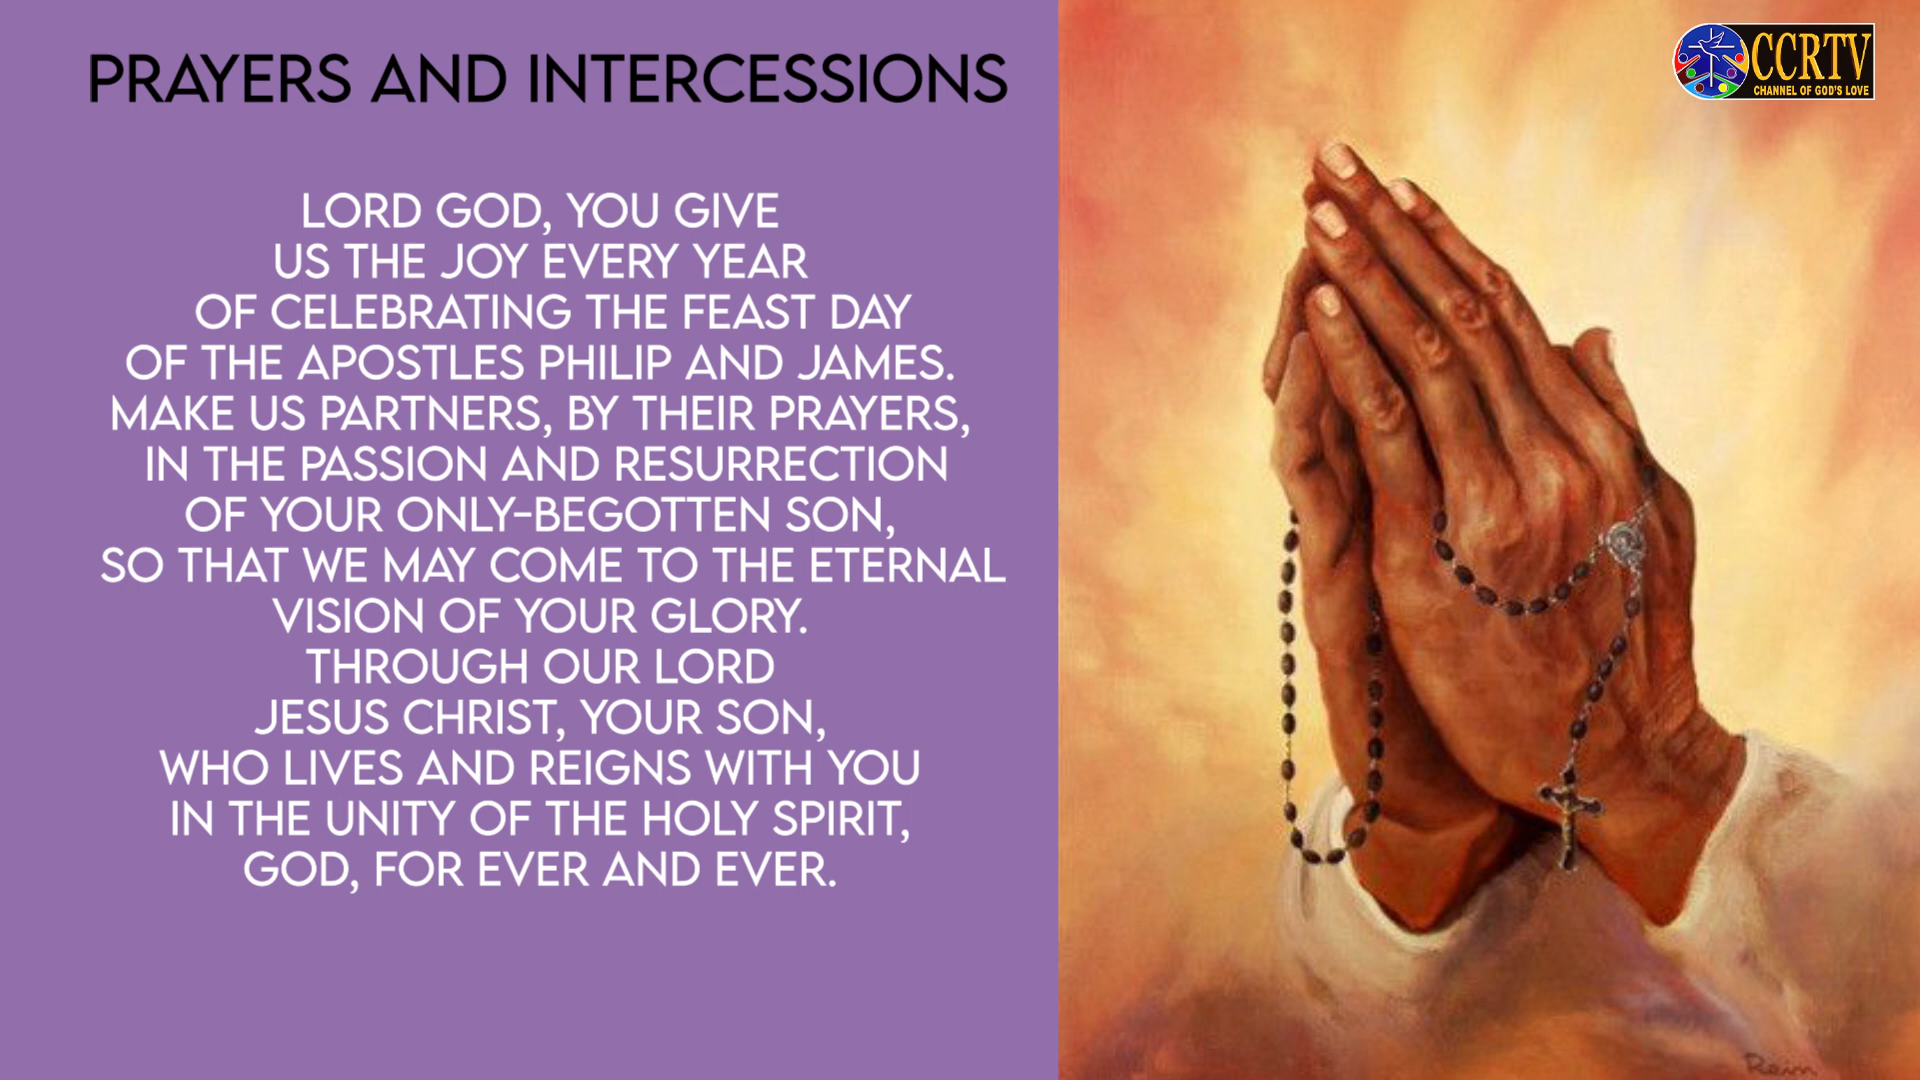 PRAYERS AND INTERCESSIONS
CCRTV
CHANNEL OF GOD'S LOVE
LORD GOD, YOU GIVE
US THE JOY EVERY YEAR
OF CELEBRATING THE FEAST DAY
OF THE APOSTLES PHILIP AND JAMES.
MAKE US PARTNERS, BY THEIR PRAYERS,
IN THE PASSION AND RESURRECTION
OF YOUR ONLY-BEGOTTEN SON,
SO THAT WE MAY COME TO THE ETERNAL
VISION OF YOUR GLORY.
THROUGH OUR LORD
JESUS CHRIST, YOUR SON,
WHO LIVES AND REIGNS WITH YOU
IN THE UNITY OF THE HOLY SPIRIT,
GOD, FOR EVER AND EVER.